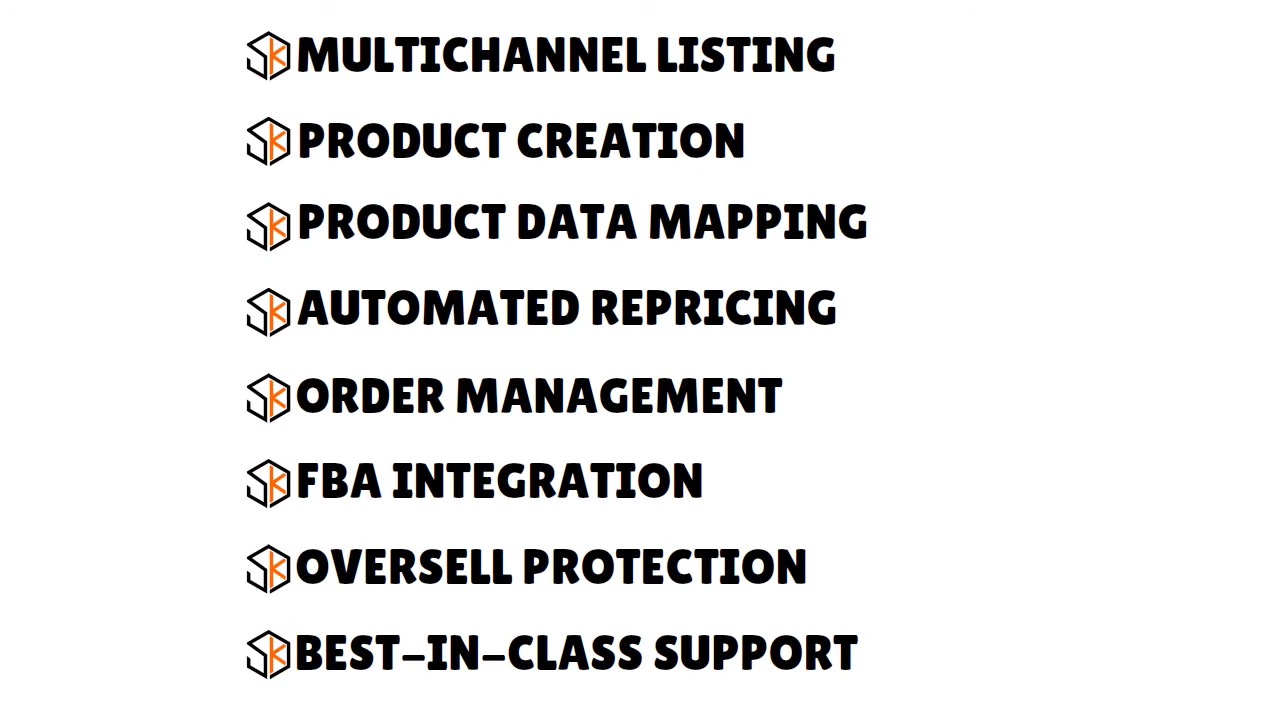 MULTICHANNEL LISTING
PRODUCT CREATION
PRODUCT DATA MAPPING
AUTOMATED REPRICING
ORDER MANAGEMENT
FBA INTEGRATION
OVERSELL PROTECTION
BEST-IN-CLASS SUPPORT